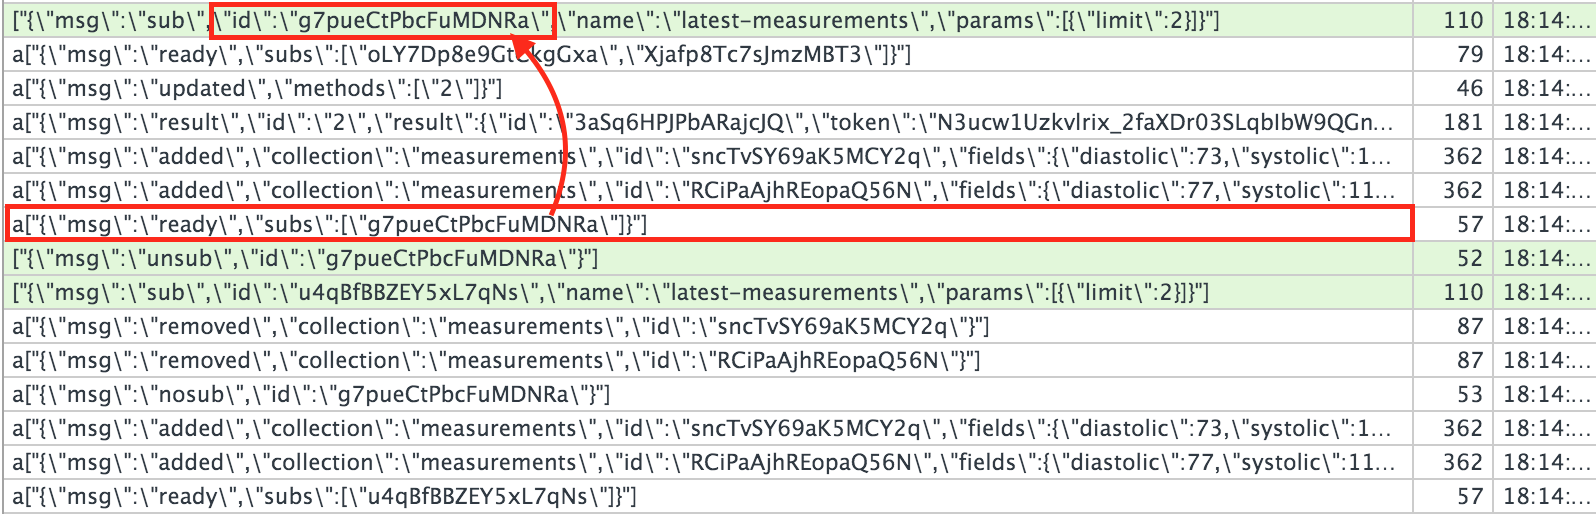 ["{\"msg\":\"sub\",\"id\":\"g7pueCtPbcFuMDNRa\",\"name\":\"latest-measurements\",\"params\":[{\"limit\":2}]}"] 110 18:14:...
a["{\"msg\":\"ready\",\"subs\":[\"oLY7Dp8e9GtCkgGxa\",\"Xjafp8Tc7sJmzMBT3\"]}"] 79 18:14:...
a["{\"msg\":\"updated\",\"methods\":[\"2\"]}"] 46 18:14:...
a["{\"msg\":\"result\",\"id\":\"2\",\"result\":{\"id\":\"3aSq6HPJPbARajcJQ\",\"token\":\"N3ucw1UzkvIrix_2faXDr03SLqbIbW9QGn... 181 18:14:...
a["{\"msg\":\"added\",\"collection\":\"measurements\",\"id\":\"sncTvSY69aK5MCY2q\",\"fields\":{\"diastolic\":73,\"systolic\":1... 362 18:14:...
a["{\"msg\":\"added\",\"collection\":\"measurements\",\"id\":\"RCiPaAjhREopaQ56N\",\"fields\":{\"diastolic\":77,\"systolic\":11... 362 18:14:...
a["{\"msg\":\"ready\",\"subs\":[\"g7pueCtPbcFuMDNRa\"]}"] 57 18:14:...
["{\"msg\":\"unsub\",\"id\":\"g7pueCtPbcFuMDNRa\"}"] 52 18:14:...
["{\"msg\":\"sub\",\"id\":\"u4qBfBBZEY5xL7qNs\",\"name\":\"latest-measurements\",\"params\":[{\"limit\":2}]}"] 110 18:14:...
a["{\"msg\":\"removed\",\"collection\":\"measurements\",\"id\":\"sncTvSY69aK5MCY2q\"}"] 87 18:14:...
a["{\"msg\":\"removed\",\"collection\":\"measurements\",\"id\":\"RCiPaAjhREopaQ56N\"}"] 87 18:14:...
a["{\"msg\":\"nosub\",\"id\":\"g7pueCtPbcFuMDNRa\"}"] 53 18:14:...
a["{\"msg\":\"added\",\"collection\":\"measurements\",\"id\":\"sncTvSY69aK5MCY2q\",\"fields\":{\"diastolic\":73,\"systolic\":1... 362 18:14:...
a["{\"msg\":\"added\",\"collection\":\"measurements\",\"id\":\"RCiPaAjhREopaQ56N\",\"fields\":{\"diastolic\":77,\"systolic\":11... 362 18:14:...
a["{\"msg\":\"ready\",\"subs\":[\"u4qBfBBZEY5xL7qNs\"]}"] 57 18:14:...